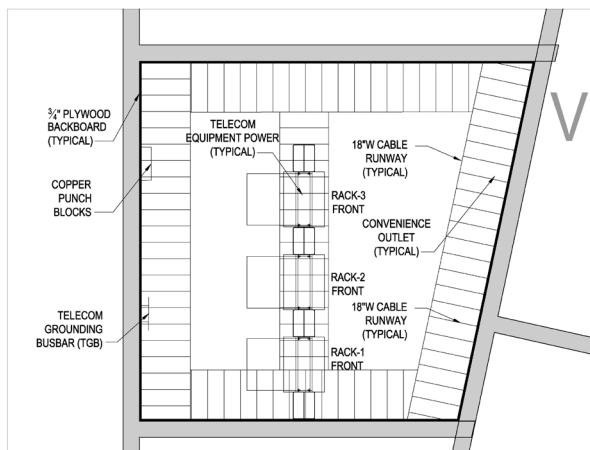 ¾" PLYWOOD
BACKBOARD
(TYPICAL)
COPPER
PUNCH
BLOCKS
TELECOM
GROUNDING
BUSBAR (TGB)
TELECOM
EQUIPMENT POWER
(TYPICAL)
RACK-3
FRONT
RACK-2
FRONT
RACK-1
FRONT
18"W CABLE
RUNWAY
(TYPICAL)
CONVENIENCE
OUTLET
(TYPICAL)
18"W CABLE
RUNWAY
(TYPICAL)
V